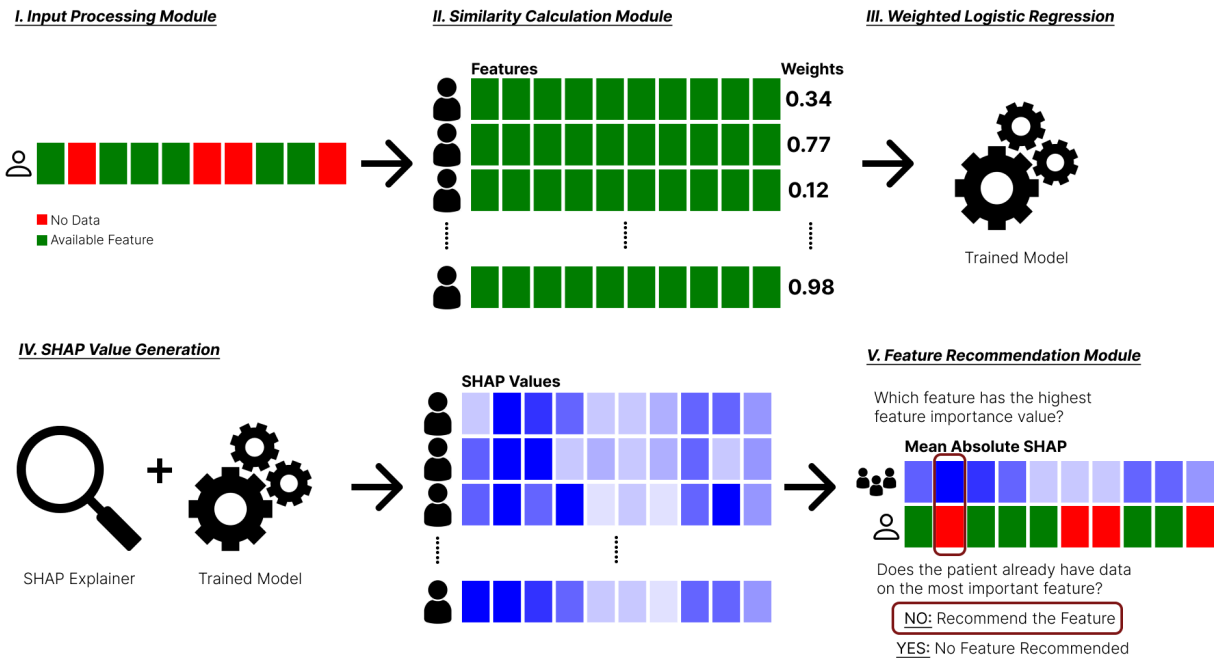 I. Input Processing Module
No Data
Available Feature
II. Similarity Calculation Module
Features
Weights
0.34
0.77
0.12
0.98
III. Weighted Logistic Regression
Trained Model
IV. SHAP Value Generation
SHAP Explainer
Trained Model
SHAP Values
V. Feature Recommendation Module
Which feature has the highest
feature importance value?
Mean Absolute SHAP
Does the patient already have data
on the most important feature?
NO: Recommend the Feature
YES: No Feature Recommended